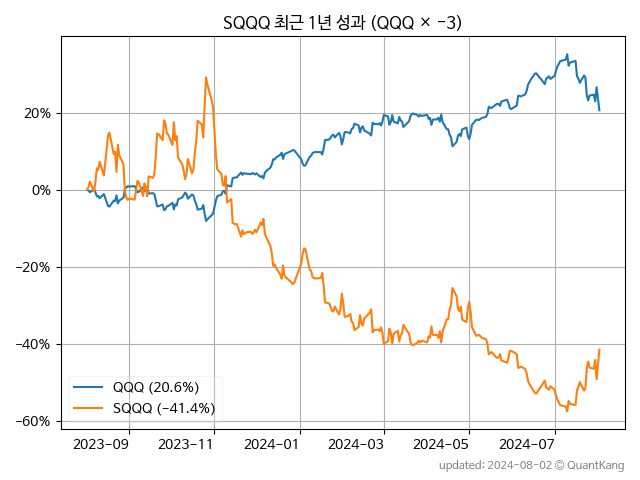 SQQQ 최근 1년 성과 (QQQ × −3)
20%
0%
−20%
−40%
−60%
QQQ (20.6%)
SQQQ (−41.4%)
2023−09 2023−11 2024−01 2024−03 2024−05 2024−07
updated: 2024-08-02 © QuantKang